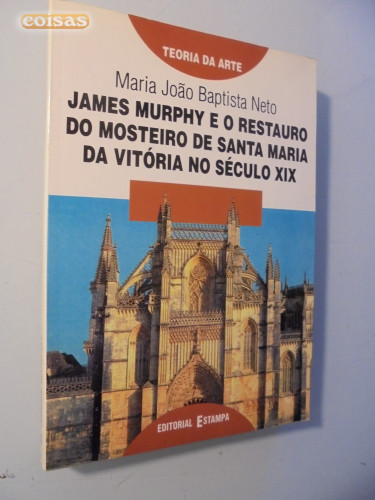 coisas
TEORIA DA ARTE
Maria João Baptista Neto
JAMES MURPHY E O RESTAURO
DO MOSTEIRO DE SANTA MARIA
DA VITÓRIA NO SÉCULO XIX
EDITORIAL ESTAMPA